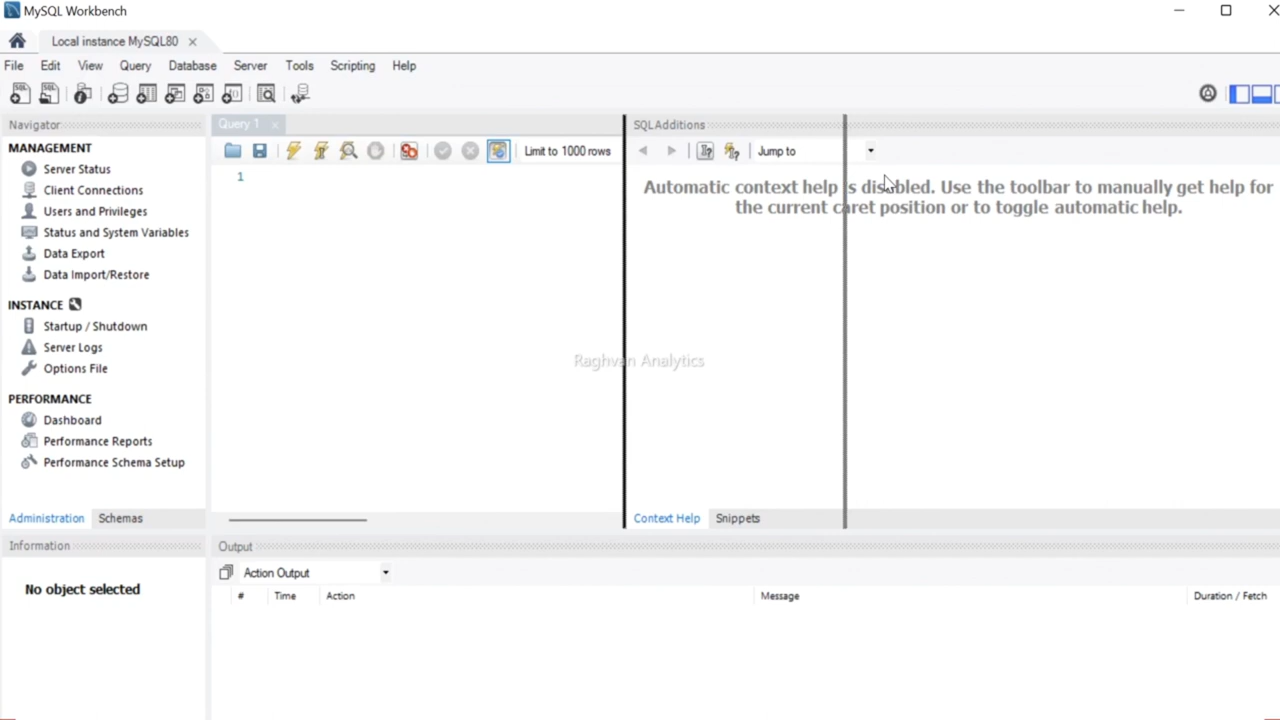 MySQL Workbench
Local instance MySQL80
File Edit View Query Database Server Tools Scripting Help
Navigator
MANAGEMENT
Server Status
Client Connections
Users and Privileges
Status and System Variables
Data Export
Data Import/Restore
INSTANCE
Startup / Shutdown
Server Logs
Options File
PERFORMANCE
Dashboard
Performance Reports
Performance Schema Setup
Administration Schemas
Information
No object selected
Query 1
Limit to 1000 rows
1
SQLAdditions
Jump to
Automatic context help is disabled. Use the toolbar to manually get help for
the current caret position or to toggle automatic help.
Raghvan Analytics
Context Help Snippets
Output
Action Output
# Time Action Message Duration / Fetch